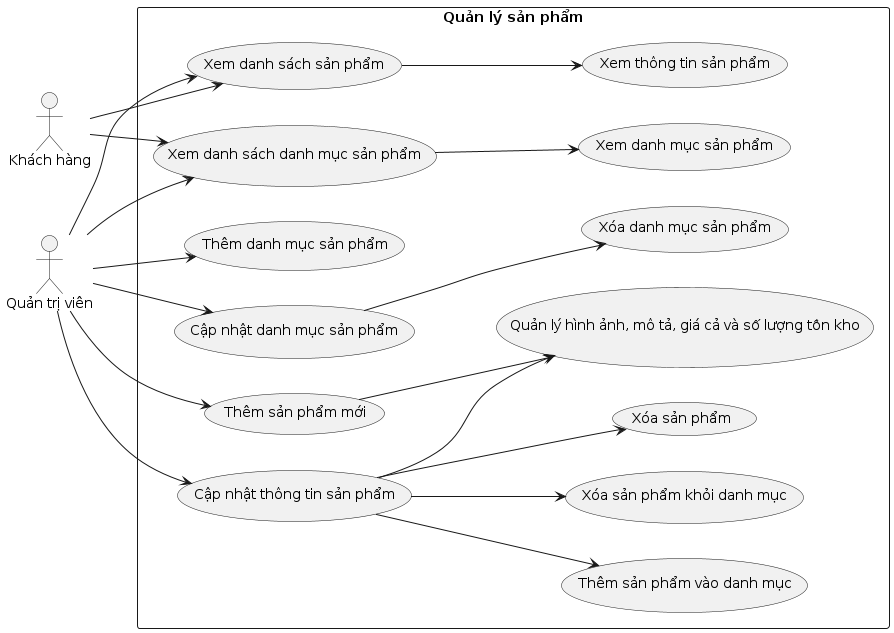 Quản lý sản phẩm
Xem danh sách sản phẩm
Xem thông tin sản phẩm
Khách hàng
Xem danh sách danh mục sản phẩm
Xem danh mục sản phẩm
Thêm danh mục sản phẩm
Xóa danh mục sản phẩm
Quản trị viên
Cập nhật danh mục sản phẩm
Quản lý hình ảnh, mô tả, giá cả và số lượng tồn kho
Thêm sản phẩm mới
Xóa sản phẩm
Cập nhật thông tin sản phẩm
Xóa sản phẩm khỏi danh mục
Thêm sản phẩm vào danh mục